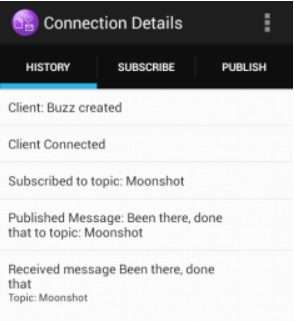 Connection Details
HISTORY
SUBSCRIBE
PUBLISH
Client: Buzz created
Client Connected
Subscribed to topic: Moonshot
Published Message: Been there, done
that to topic: Moonshot
Received message Been there, done
that
Topic: Moonshot